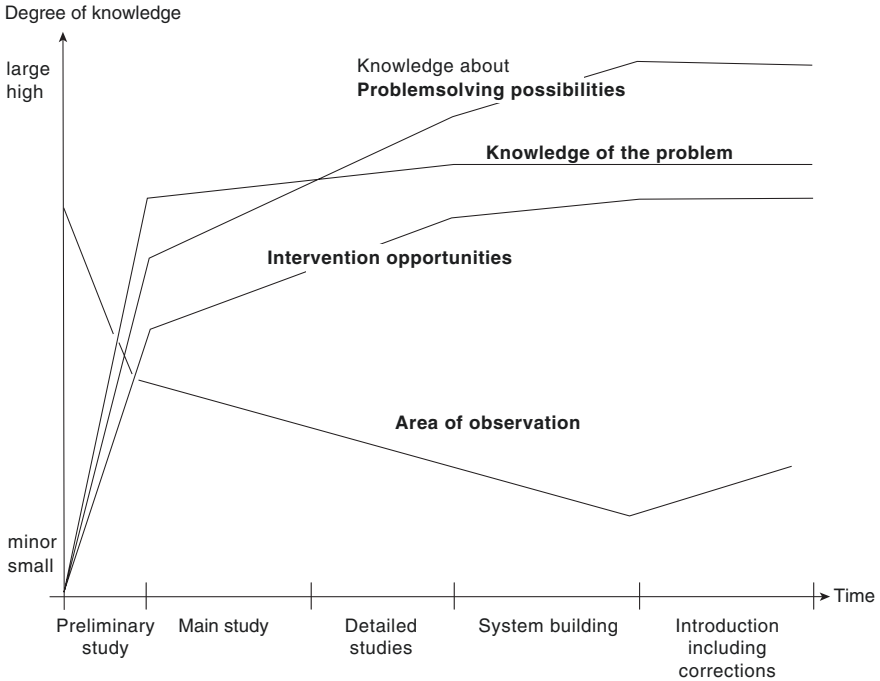 Degree of knowledge
large
high
Knowledge about
Problemsolving possibilities
Knowledge of the problem
Intervention opportunities
Area of observation
minor
small
Time
Preliminary
study
Main study
Detailed
studies
System building
Introduction
including
corrections